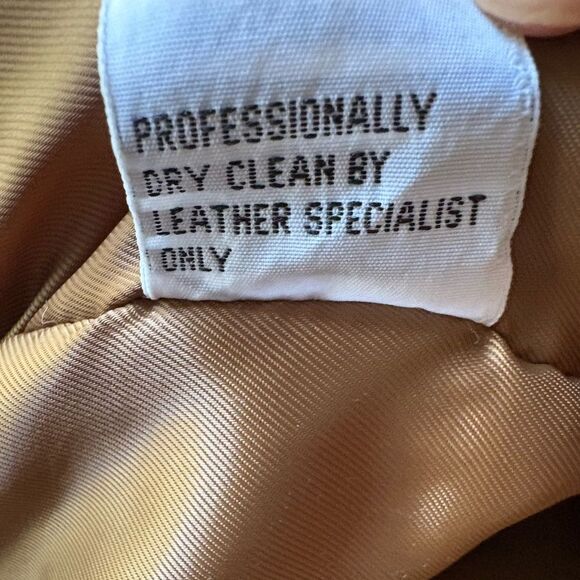 PROFESSIONALLY
DRY CLEAN BY
LEATHER SPECIALIST
ONLY